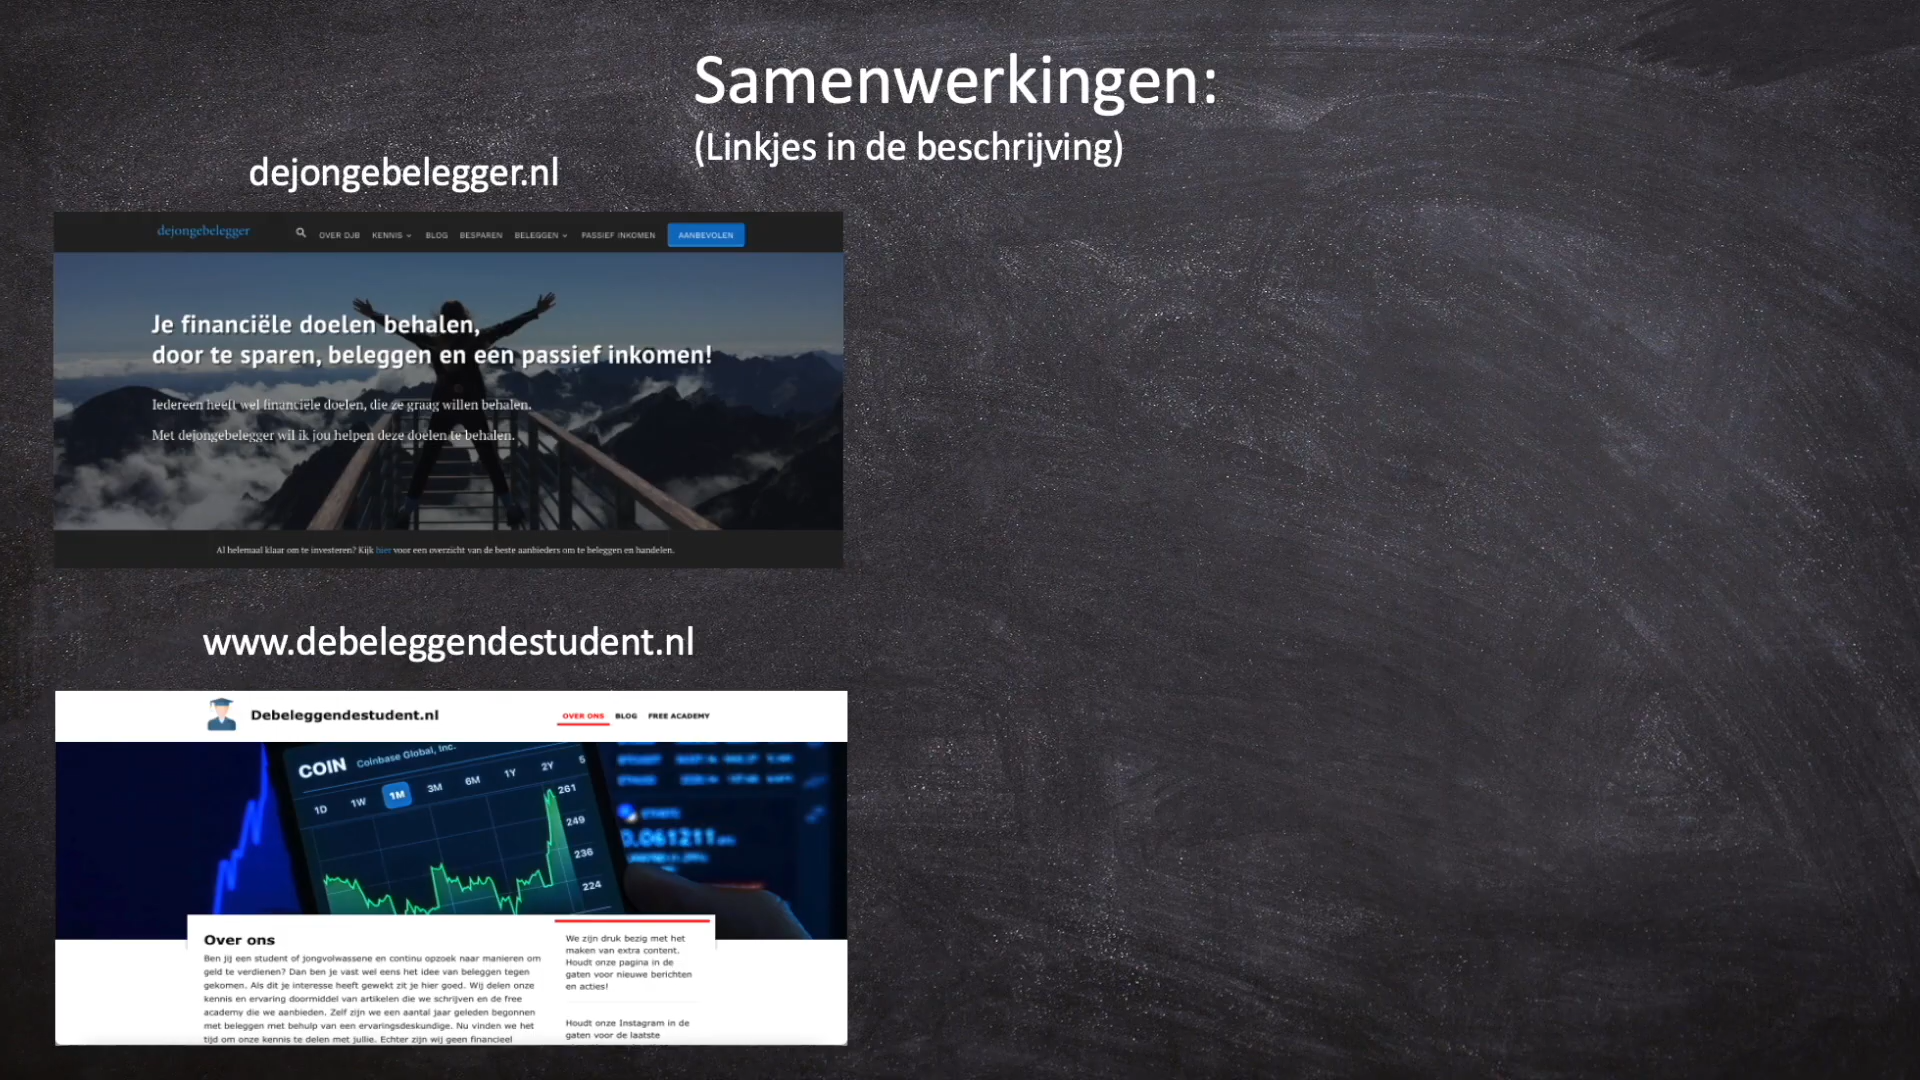 Samenwerkingen:
(Linkjes in de beschrijving)
dejongebelegger.nl
dejongebelegger
OVER DJB KENNIS BLOG BESPAREN BELEGGEN PASSIEF INKOMEN AANBEVOLEN
Je financiële doelen behalen,
door te sparen, beleggen en een passief inkomen!
Iedereen heeft wel financiële doelen, die ze graag willen behalen.
Met dejongebelegger wil ik jou helpen deze doelen te behalen.
Al helemaal klaar om te investeren? Kijk hier voor een overzicht van de beste aanbieders om te beleggen en handelen.
www.debeleggendestudent.nl
Debeleggendestudent.nl
OVER ONS BLOG FREE ACADEMY
COIN Coinbase Global, Inc.
1D 1W 1M 3M 6M 1Y 2Y 5
261
249
236
224
0.061211
Over ons
Ben jij een student of jongvolwassene en continu opzoek naar manieren om
geld te verdienen? Dan ben je vast wel eens het idee van beleggen tegen
gekomen. Als dit je interesse heeft gewekt zit je hier goed. Wij delen onze
kennis en ervaring doormiddel van artikelen die we schrijven en de free
academy die we aanbieden. Zelf zijn we een aantal jaar geleden begonnen
met beleggen met behulp van een ervaringsdeskundige. Nu vinden we het
tijd om onze kennis te delen met jullie. Echter zijn wij geen financieel
We zijn druk bezig met het
maken van extra content.
Houdt onze pagina in de
gaten voor nieuwe berichten
en acties!
Houdt onze Instagram in de
gaten voor de laatste